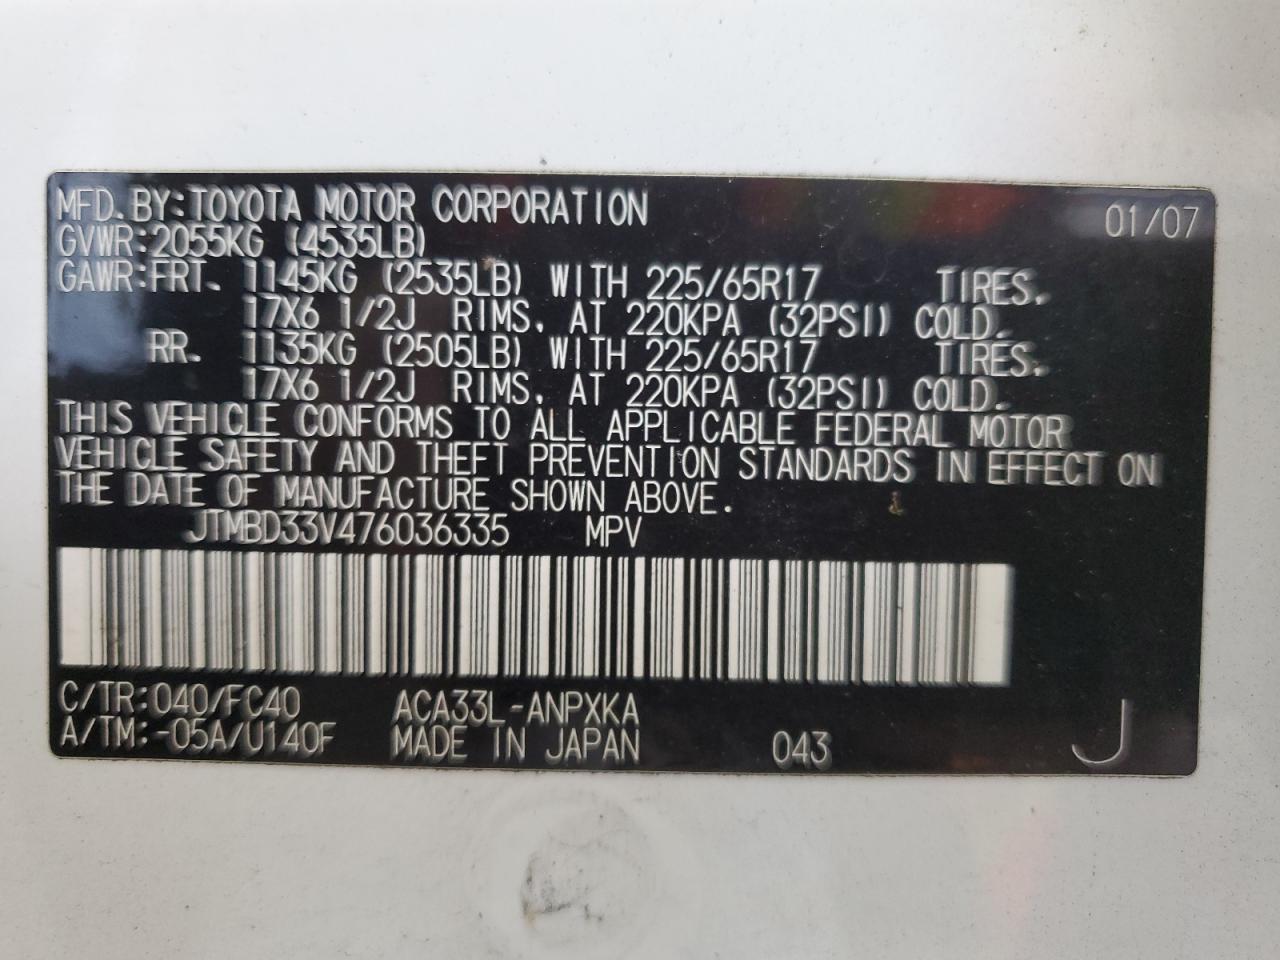 MFD. BY: TOYOTA MOTOR CORPORATION 01/07
GVWR: 2055KG (4535LB)
GAWR: FRT. 1145KG (2535LB) WITH 225/65R17 TIRES,
17X6 1/2J RIMS, AT 220KPA (32PSI) COLD.
RR. 1135KG (2505LB) WITH 225/65R17 TIRES,
17X6 1/2J RIMS, AT 220KPA (32PSI) COLD.
THIS VEHICLE CONFORMS TO ALL APPLICABLE FEDERAL MOTOR
VEHICLE SAFETY AND THEFT PREVENTION STANDARDS IN EFFECT ON
THE DATE OF MANUFACTURE SHOWN ABOVE.
JTMBD33V476036335 MPV
C/TR: 040/FC40 ACA33L-ANPXKA
A/TM: -05A/U140F MADE IN JAPAN 043 J